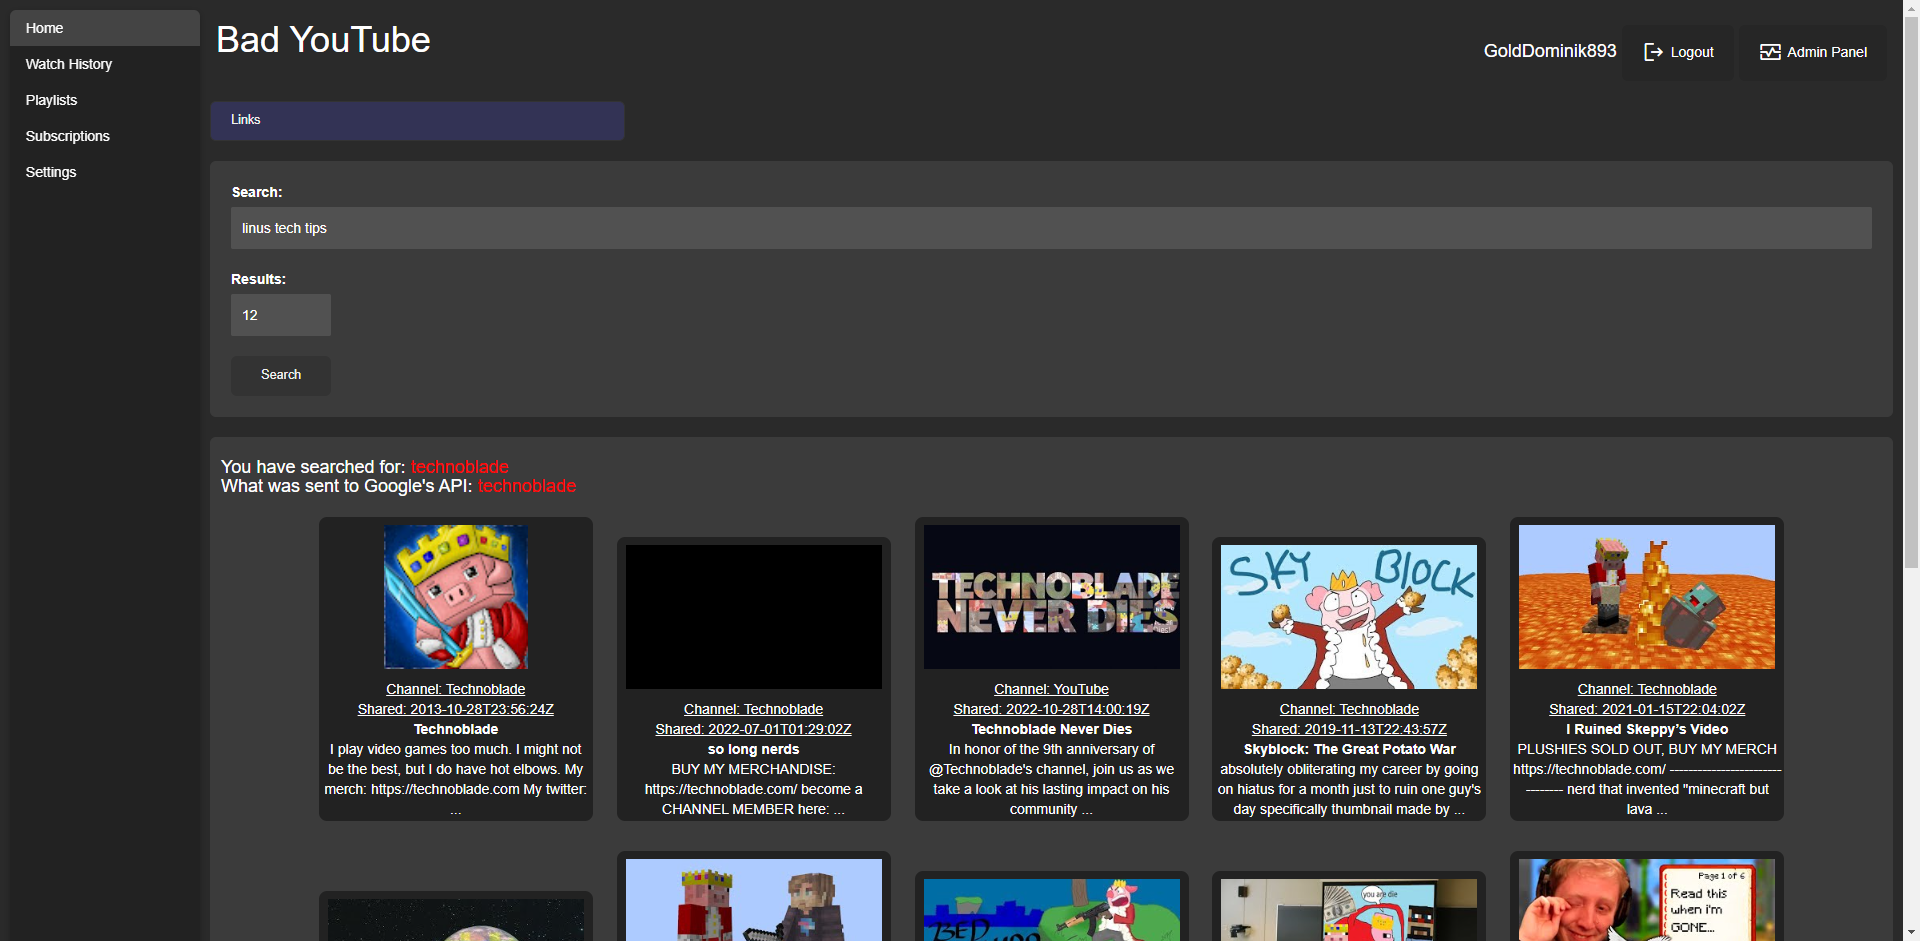 Home
Watch History
Playlists
Subscriptions
Settings
Bad YouTube
GoldDominik893
Logout
Admin Panel
Links
Search:
linus tech tips
Results:
12
Search
You have searched for: technoblade
What was sent to Google's API: technoblade
Channel: Technoblade
Shared: 2013-10-28T23:56:24Z
Technoblade
I play video games too much. I might not
be the best, but I do have hot elbows. My
merch: https://technoblade.com My twitter:
...
Channel: Technoblade
Shared: 2022-07-01T01:29:02Z
so long nerds
BUY MY MERCHANDISE:
https://technoblade.com/ become a
CHANNEL MEMBER here: ...
TECHNOBLADE
NEVER DIES
Channel: YouTube
Shared: 2022-10-28T14:00:19Z
Technoblade Never Dies
In honor of the 9th anniversary of
@Technoblade's channel, join us as we
take a look at his lasting impact on his
community ...
SKY BLOCK
Channel: Technoblade
Shared: 2019-11-13T22:43:57Z
Skyblock: The Great Potato War
absolutely obliterating my career by going
on hiatus for a month just to ruin one guy's
day specifically thumbnail made by ...
Channel: Technoblade
Shared: 2021-01-15T22:04:02Z
I Ruined Skeppy's Video
PLUSHIES SOLD OUT, BUY MY MERCH
https://technoblade.com/ -------------------------
-------- nerd that invented "minecraft but
lava ...
BED
you are die
Page 1 of 6
Read this
when i'm
GONE...